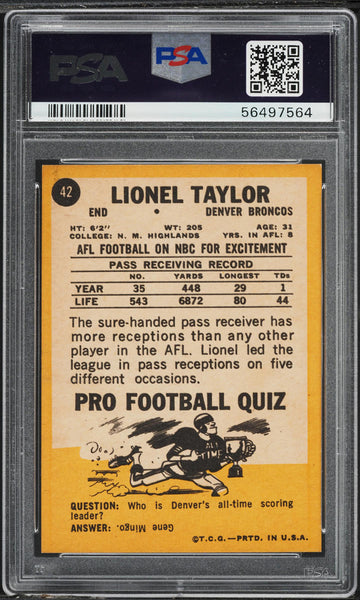 PSA
PSA
56497564
42
LIONEL TAYLOR
END • DENVER BRONCOS
HT: 6'2" WT: 205 AGE: 31
COLLEGE: N. M. HIGHLANDS YRS. IN AFL: 8
AFL FOOTBALL ON NBC FOR EXCITEMENT
PASS RECEIVING RECORD
NO. YARDS LONGEST TDs
YEAR 35 448 29 1
LIFE 543 6872 80 44
The sure-handed pass receiver has
more receptions than any other
player in the AFL. Lionel led the
league in pass receptions on five
different occasions.
PRO FOOTBALL QUIZ
ALL
TIME
QUESTION: Who is Denver's all-time scoring
leader?
ANSWER: Gene Mingo.
©T.C.G.—PRTD. IN U.S.A.
PSA